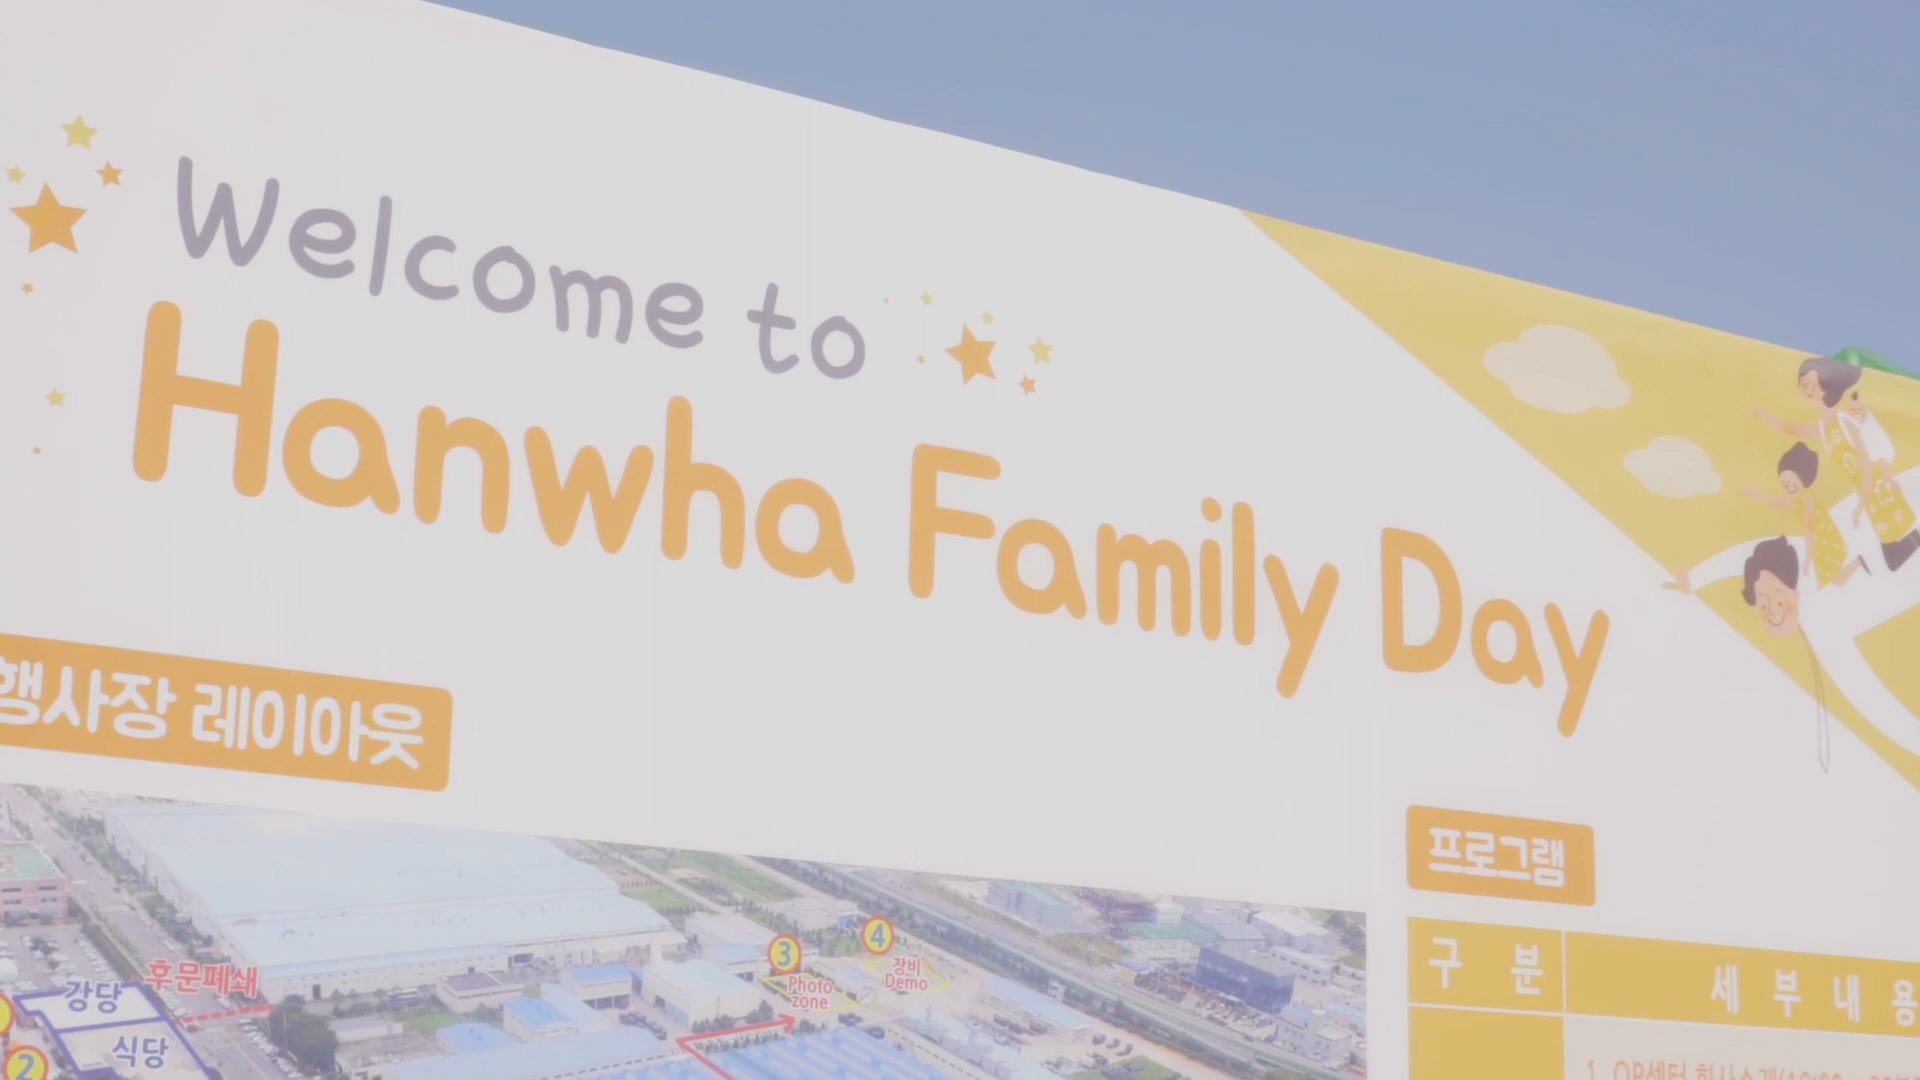 Welcome to
Hanwha Family Day
행사장 레이아웃
프로그램
구 분
세 부 내 용
후문폐쇄
강당
식당
2
3
Photo
zone
4
장비
Demo